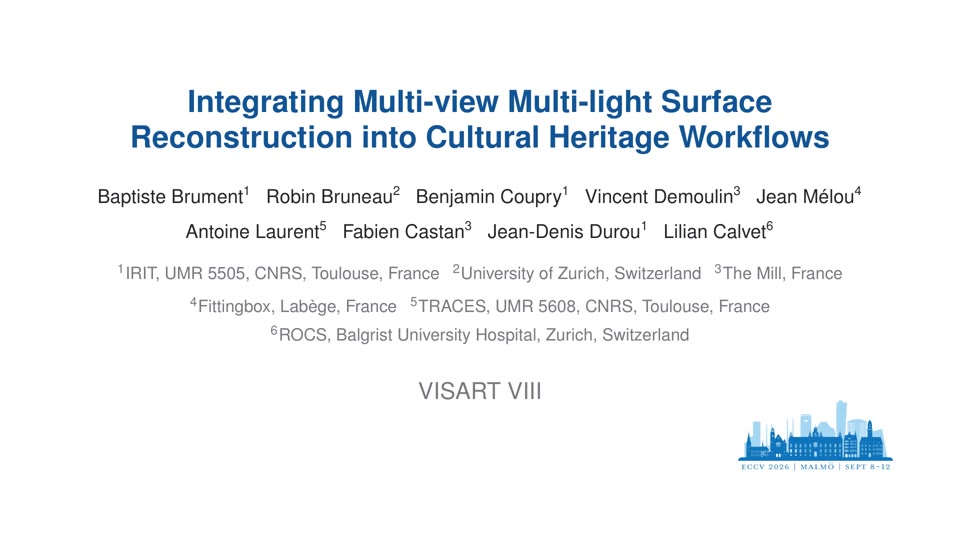 Integrating Multi-view Multi-light Surface
Reconstruction into Cultural Heritage Workflows
Baptiste Brument1 Robin Bruneau2 Benjamin Coupry1 Vincent Demoulin3 Jean Mélou4
Antoine Laurent5 Fabien Castan3 Jean-Denis Durou1 Lilian Calvet6
1IRIT, UMR 5505, CNRS, Toulouse, France 2University of Zurich, Switzerland 3The Mill, France
4Fittingbox, Labège, France 5TRACES, UMR 5608, CNRS, Toulouse, France
6ROCS, Balgrist University Hospital, Zurich, Switzerland
VISART VIII
ECCV 2026 | MALMÖ | SEPT 8–12